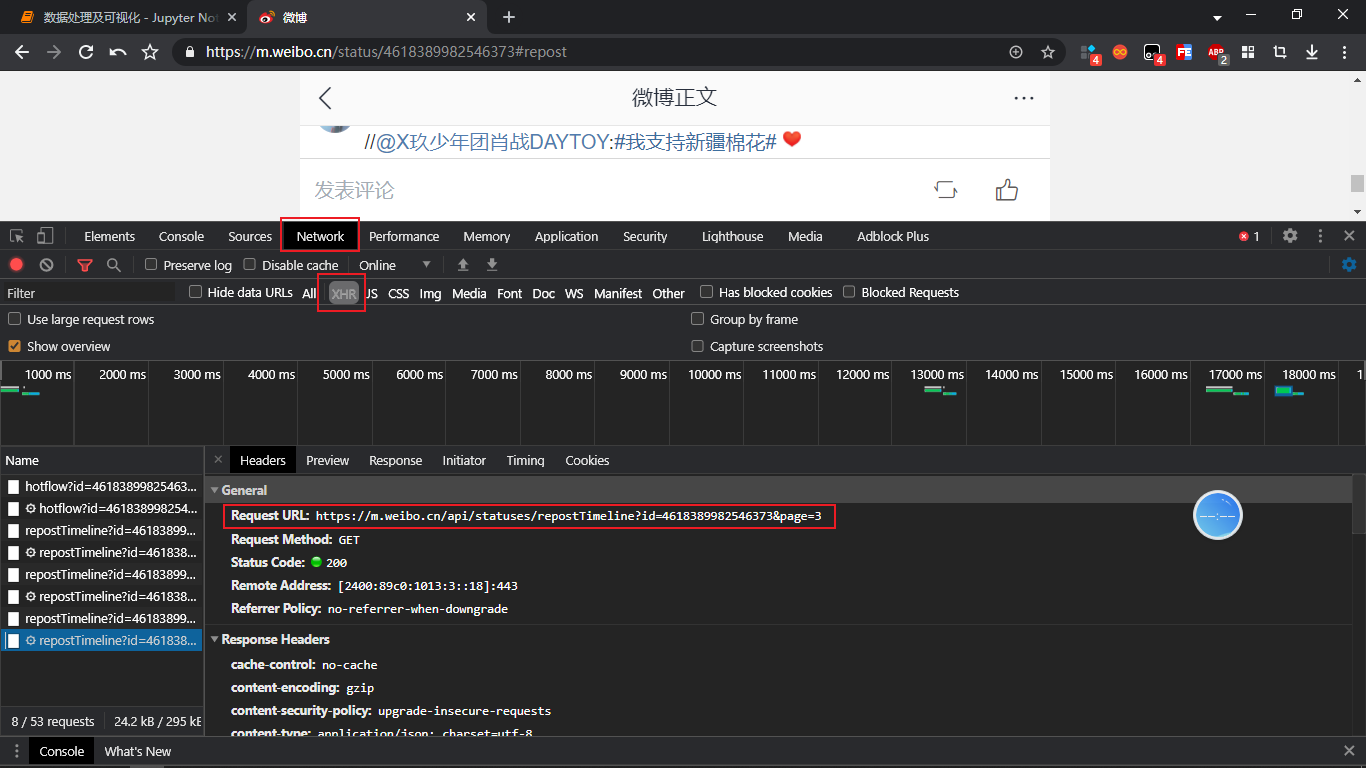 数据处理及可视化 - Jupyter Not
微博
https://m.weibo.cn/status/4618389982546373#repost
4
4
FE
ABP
2
微博正文
//@X玖少年团肖战DAYTOY:#我支持新疆棉花#
发表评论
Elements Console Sources Network Performance Memory Application Security Lighthouse Media Adblock Plus 1
Preserve log Disable cache Online
Filter Hide data URLs All XHR JS CSS Img Media Font Doc WS Manifest Other Has blocked cookies Blocked Requests
Use large request rows Group by frame
Show overview Capture screenshots
1000 ms 2000 ms 3000 ms 4000 ms 5000 ms 6000 ms 7000 ms 8000 ms 9000 ms 10000 ms 11000 ms 12000 ms 13000 ms 14000 ms 15000 ms 16000 ms 17000 ms 18000 ms 1
Name
Headers Preview Response Initiator Timing Cookies
hotflow?id=46183899825463...
hotflow?id=4618389982 54...
repostTimeline?id=46183899...
repostTimeline?id=461838...
repostTimeline?id=46183899...
repostTimeline?id=461838...
repostTimeline?id=46183899...
repostTimeline?id=461838...
8 / 53 requests 24.2 kB / 295 kE
General
Request URL: https://m.weibo.cn/api/statuses/repostTimeline?id=4618389982546373&page=3
Request Method: GET
Status Code: 200
Remote Address: [2400:89c0:1013:3::18]:443
Referrer Policy: no-referrer-when-downgrade
Response Headers
cache-control: no-cache
content-encoding: gzip
content-security-policy: upgrade-insecure-requests
content-type: application/json; charset=utf-8
--:--
Console What's New